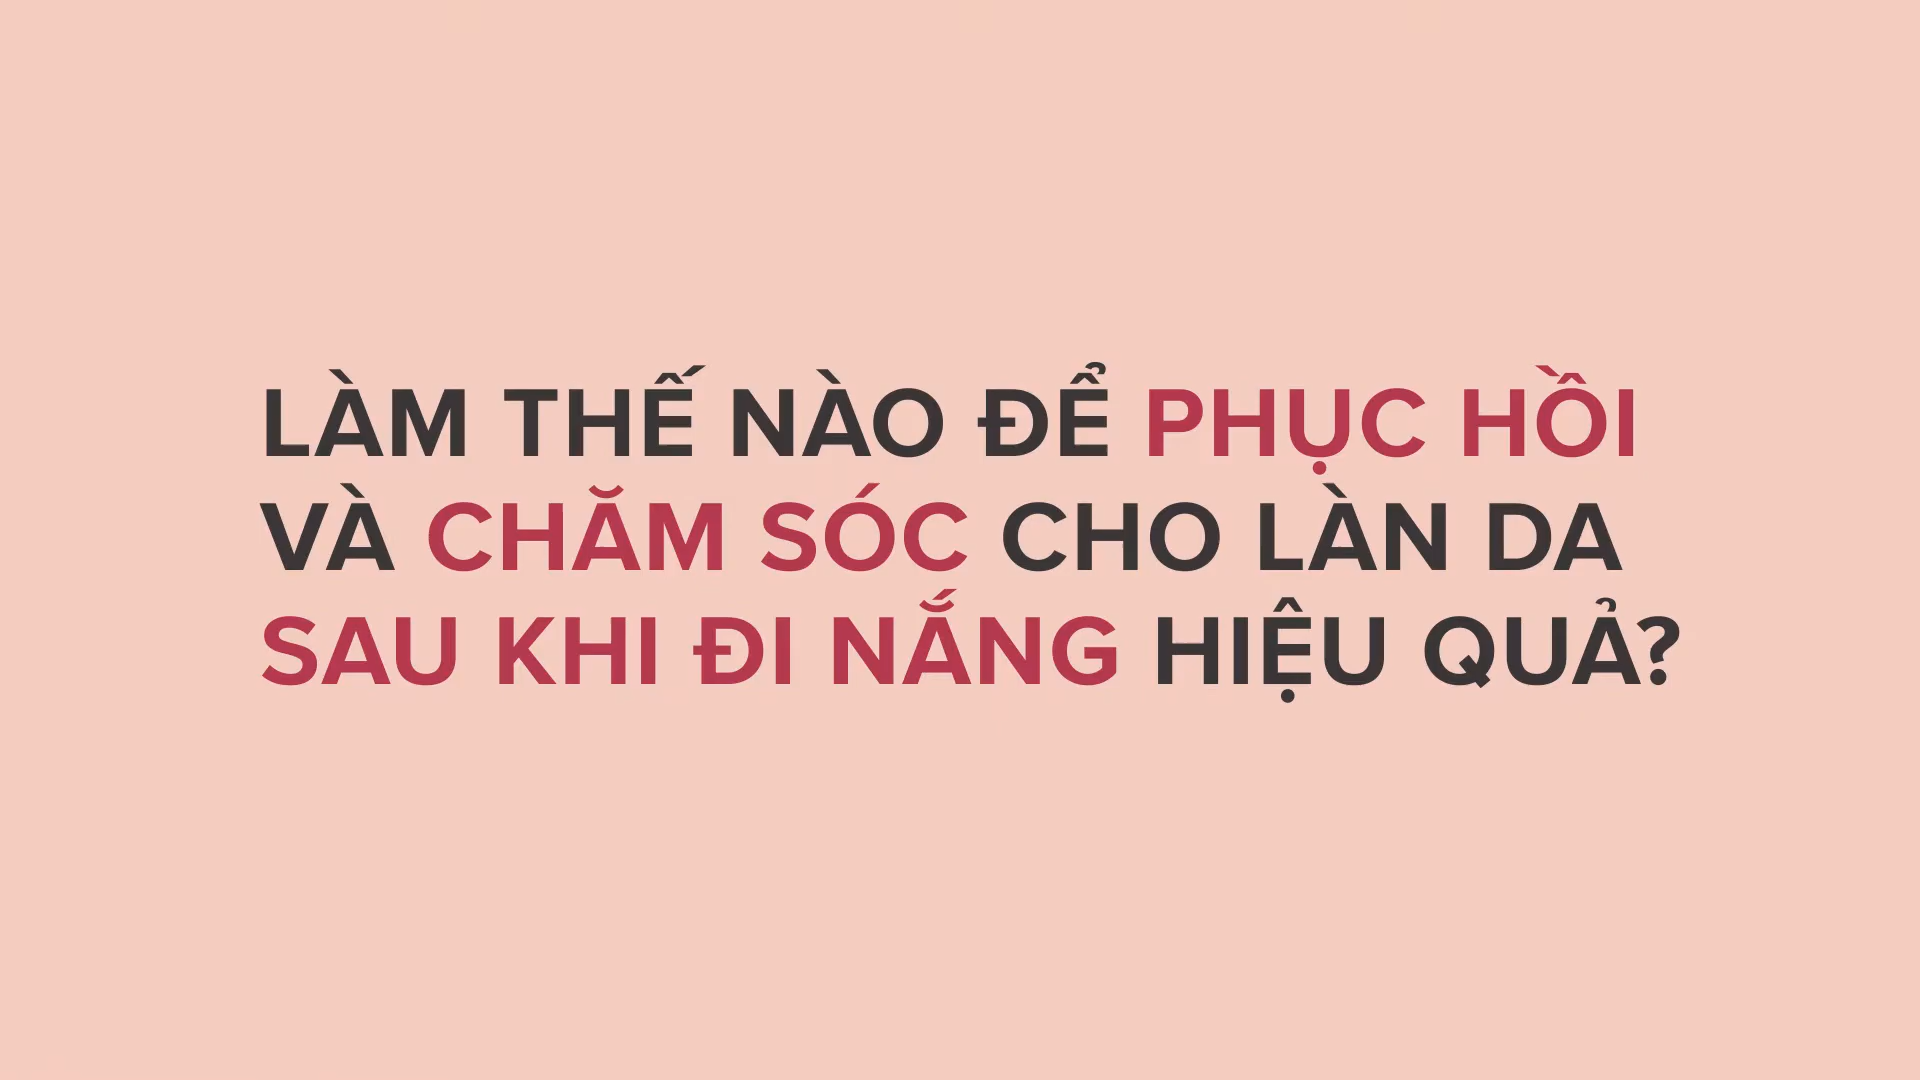 LÀM THẾ NÀO ĐỂ PHỤC HỒI
VÀ CHĂM SÓC CHO LÀN DA
SAU KHI ĐI NẮNG HIỆU QUẢ?